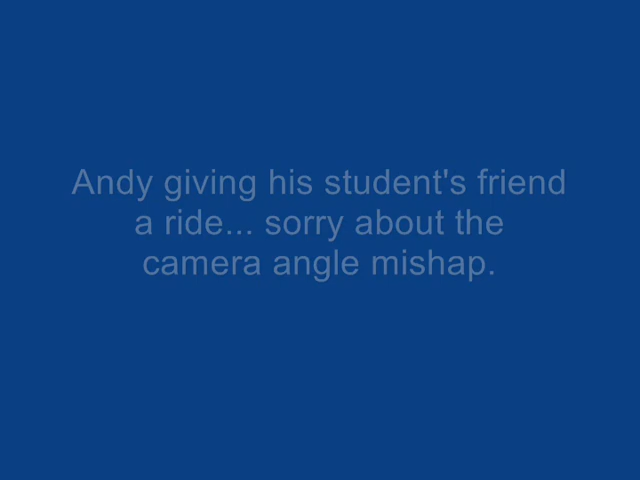 Andy giving his student's friend
a ride... sorry about the
camera angle mishap.